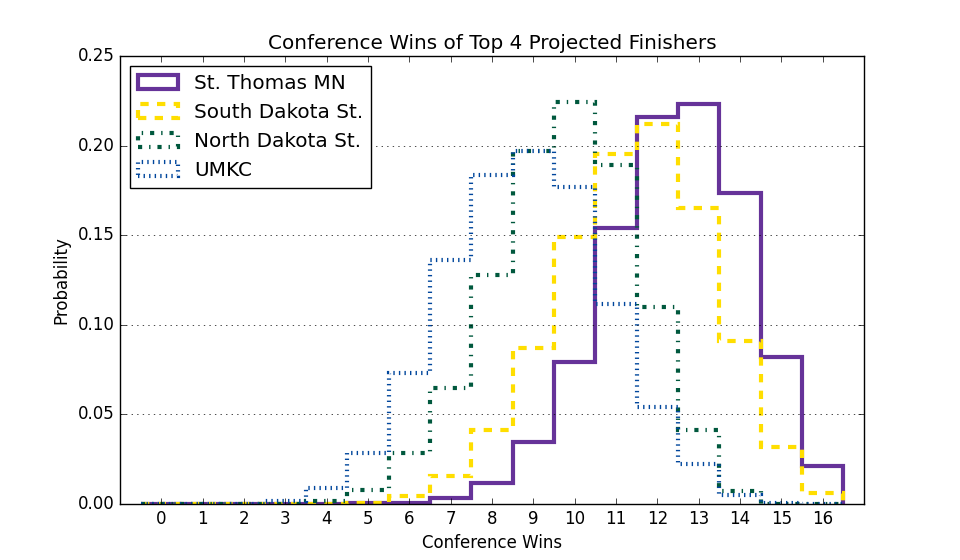 Conference Wins of Top 4 Projected Finishers
0.25
0.20
0.15
0.10
0.05
0.00
Probability
St. Thomas MN
South Dakota St.
North Dakota St.
UMKC
0 1 2 3 4 5 6 7 8 9 10 11 12 13 14 15 16
Conference Wins